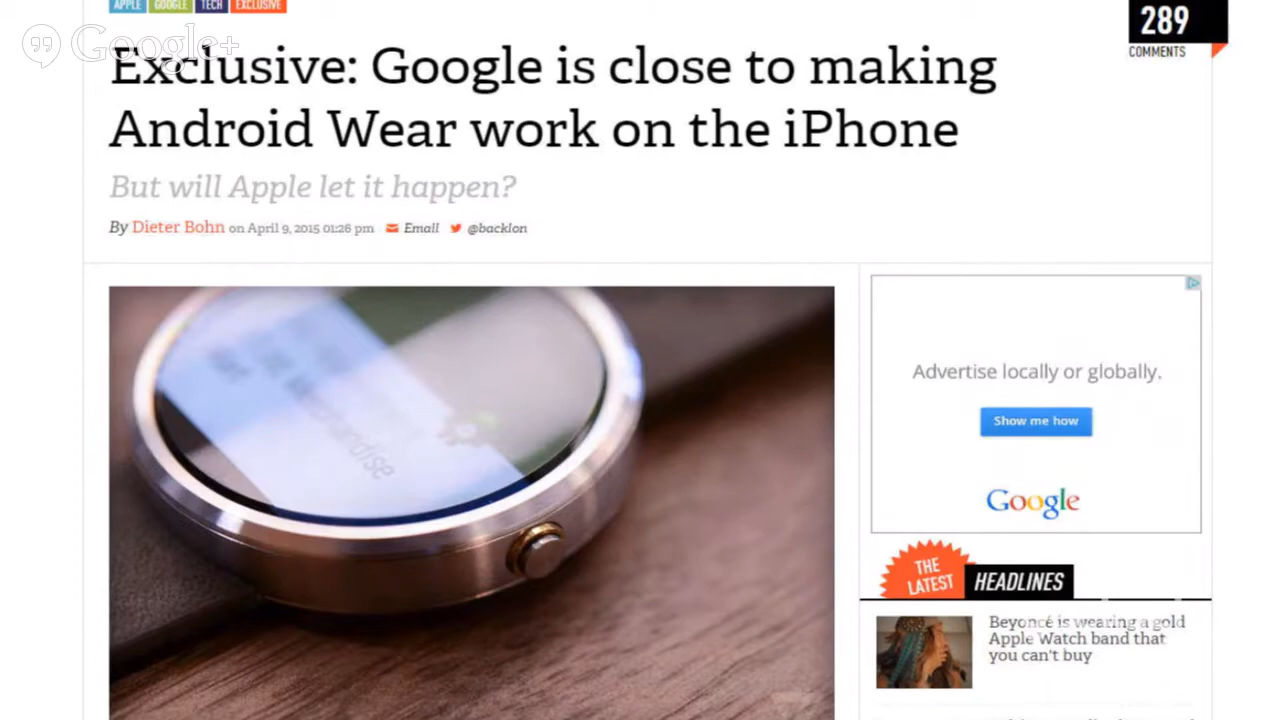 APPLE GOOGLE TECH EXCLUSIVE
289
COMMENTS
Google+
Exclusive: Google is close to making
Android Wear work on the iPhone
But will Apple let it happen?
By Dieter Bohn on April 9, 2015 01:26 pm Email @backlon
Advertise locally or globally.
Show me how
Google
THE
LATEST
HEADLINES
Beyoncé is wearing a gold
Apple Watch band that
you can't buy